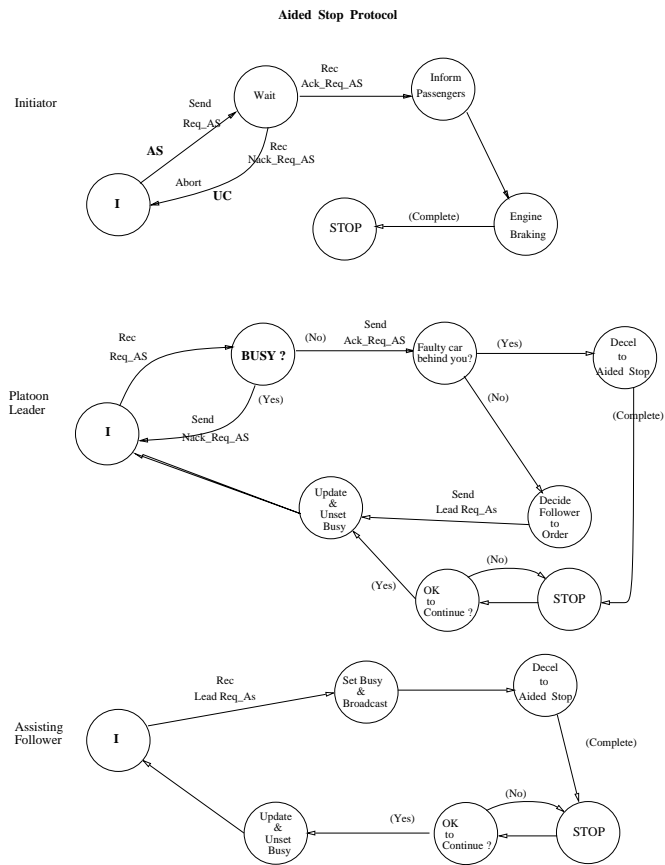 Aided Stop Protocol
Initiator
Wait
Rec
Ack_Req_AS
Inform
Passengers
Send
Req_AS
AS
Rec
Nack_Req_AS
Abort
UC
I
STOP
(Complete)
Engine
Braking
Platoon
Leader
Rec
Req_AS
BUSY ?
(No)
Send
Ack_Req_AS
Faulty car
behind you?
(Yes)
Decel
to
Aided Stop
(Yes)
Send
Nack_Req_AS
I
(No)
(Complete)
Update
&
Unset
Busy
Send
Lead Req_As
Decide
Follower
to
Order
(Yes)
OK
to
Continue ?
(No)
STOP
Assisting
Follower
Rec
Lead Req_As
I
Set Busy
&
Broadcast
Decel
to
Aided Stop
(Complete)
Update
&
Unset
Busy
(Yes)
OK
to
Continue ?
(No)
STOP